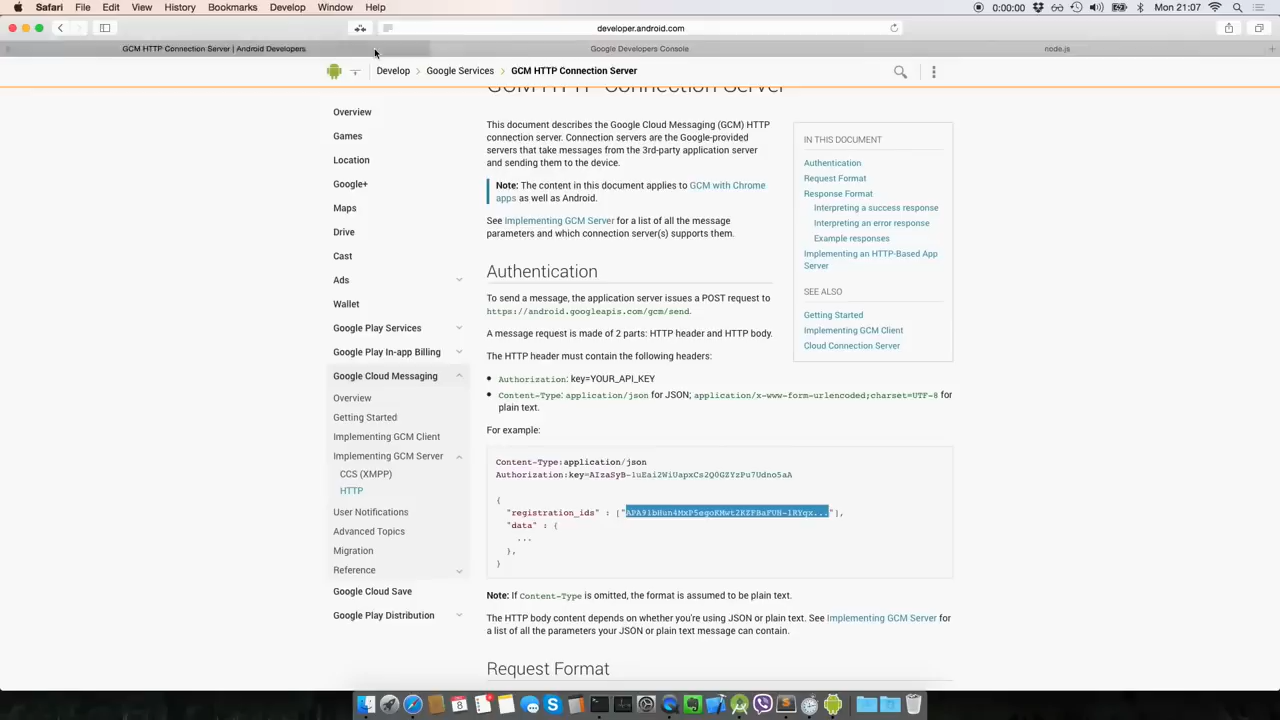 Safari File Edit View History Bookmarks Develop Window Help 0:00:00 Mon 21:07
developer.android.com
GCM HTTP Connection Server | Android Developers Google Developers Console node.js
Develop Google Services GCM HTTP Connection Server
GCM HTTP Connection Server
Overview
Games
Location
Google+
Maps
Drive
Cast
Ads
Wallet
Google Play Services
Google Play In-app Billing
Google Cloud Messaging
Overview
Getting Started
Implementing GCM Client
Implementing GCM Server
CCS (XMPP)
HTTP
User Notifications
Advanced Topics
Migration
Reference
Google Cloud Save
Google Play Distribution
This document describes the Google Cloud Messaging (GCM) HTTP
connection server. Connection servers are the Google-provided
servers that take messages from the 3rd-party application server
and sending them to the device.
Note: The content in this document applies to GCM with Chrome
apps as well as Android.
See Implementing GCM Server for a list of all the message
parameters and which connection server(s) supports them.
Authentication
To send a message, the application server issues a POST request to
https://android.googleapis.com/gcm/send.
A message request is made of 2 parts: HTTP header and HTTP body.
The HTTP header must contain the following headers:
Authorization: key=YOUR_API_KEY
Content-Type: application/json for JSON; application/x-www-form-urlencoded;charset=UTF-8 for
plain text.
For example:
Content-Type:application/json
Authorization:key=AIzaSyB-1uEai2WiUapxCs2Q0GZYzPu7Udno5aA
{
"registration_ids" : ["APA91bHun4MxP5egoKMwt2KZFBaFUH-1RYqx..."],
"data" : {
...
},
}
Note: If Content-Type is omitted, the format is assumed to be plain text.
The HTTP body content depends on whether you're using JSON or plain text. See Implementing GCM Server for
a list of all the parameters your JSON or plain text message can contain.
Request Format
IN THIS DOCUMENT
Authentication
Request Format
Response Format
Interpreting a success response
Interpreting an error response
Example responses
Implementing an HTTP-Based App
Server
SEE ALSO
Getting Started
Implementing GCM Client
Cloud Connection Server